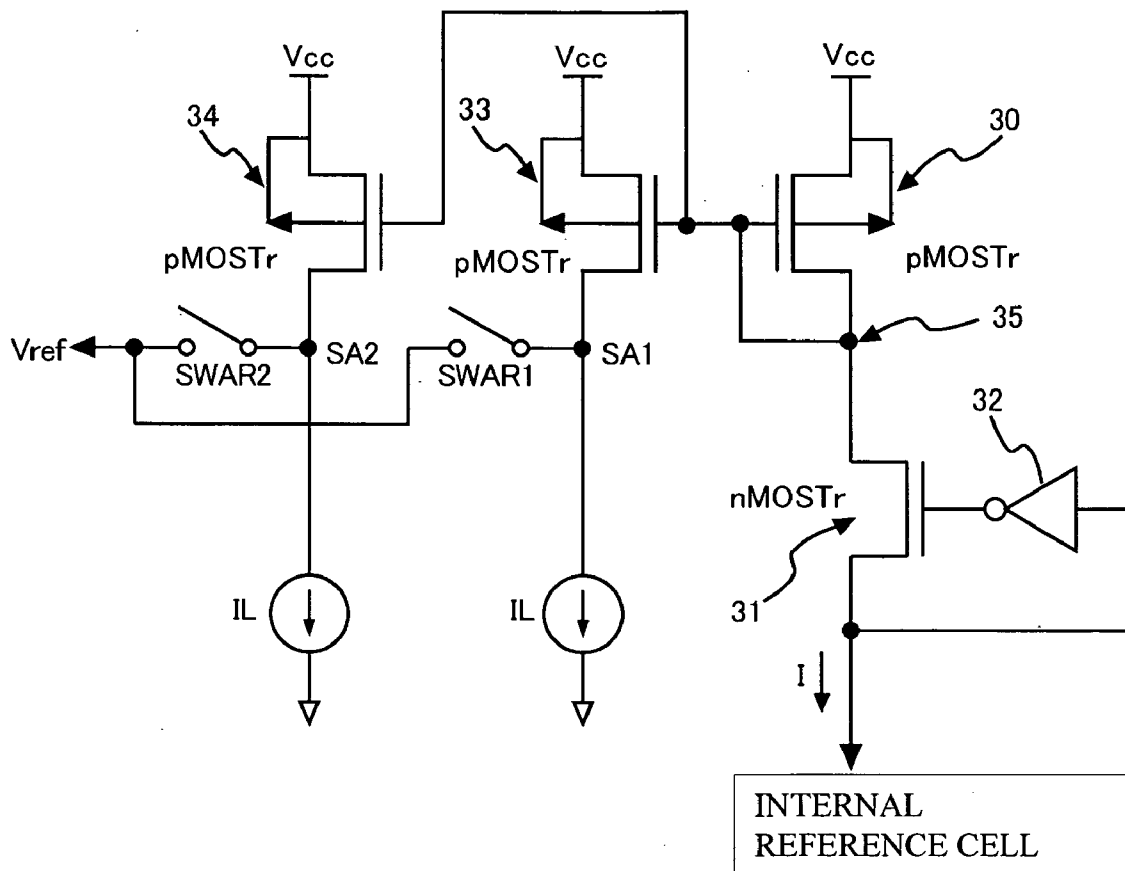 Vcc
Vcc
Vcc
34
33
30
pMOSTr
pMOSTr
pMOSTr
35
Vref
SWAR2
SA2
SWAR1
SA1
32
nMOSTr
31
IL
IL
I
INTERNAL
REFERENCE CELL